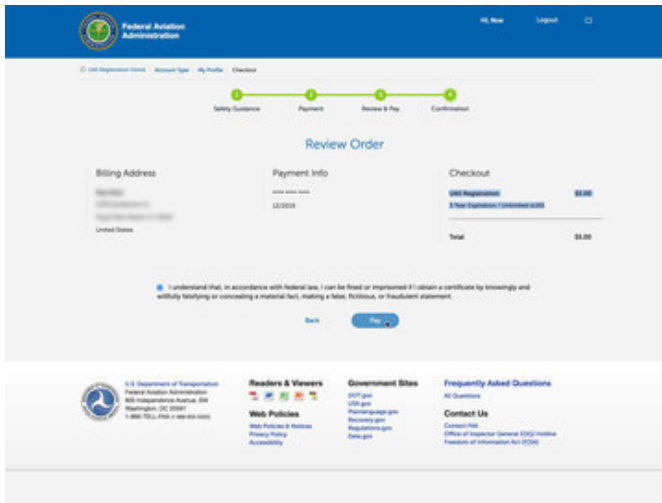 Federal Aviation
Administration
Hi, New
Logout
UAS Registration Home
Account Type
My Profile
Checkout
1
2
3
4
Safety Guidance
Payment
Review & Pay
Confirmation
Review Order
Billing Address
Payment Info
Checkout
**** **** ****
12/2019
United States
UAS Registration
$5.00
3 Year Expiration / Unlimited sUAS
Total
$5.00
I understand that, in accordance with federal law, I can be fined or imprisoned if I obtain a certificate by knowingly and
willfully falsifying or concealing a material fact, making a false, fictitious, or fraudulent statement.
Back
Pay
U.S. Department of Transportation
Federal Aviation Administration
800 Independence Avenue, SW
Washington, DC 20591
Readers & Viewers
Web Policies
Web Policies & Notices
Privacy Policy
Accessibility
Government Sites
DOT.gov
USA.gov
Plainlanguage.gov
Recovery.gov
Regulations.gov
Data.gov
Frequently Asked Questions
All Questions
Contact Us
Contact FAA
Office of Inspector General (OIG) Hotline
Freedom of Information Act (FOIA)